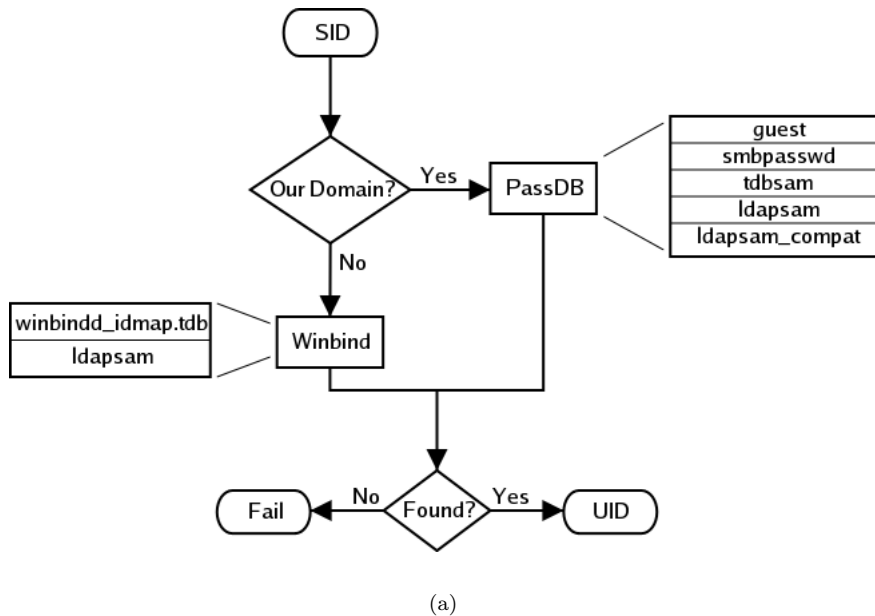 SID
Our Domain?
Yes
PassDB
guest
smbpasswd
tdbsam
ldapsam
ldapsam_compat
No
winbindd_idmap.tdb
ldapsam
Winbind
Fail
No
Found?
Yes
UID
(a)